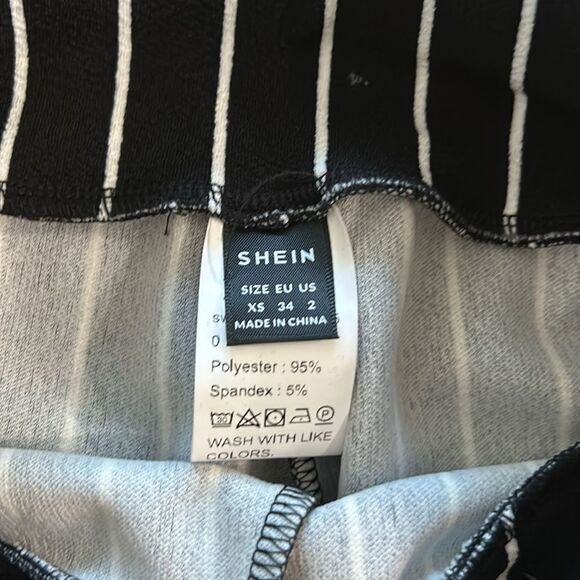 SHEIN
SIZE EU US
XS 34 2
MADE IN CHINA
0
Polyester : 95%
Spandex : 5%
30
WASH WITH LIKE
COLORS.